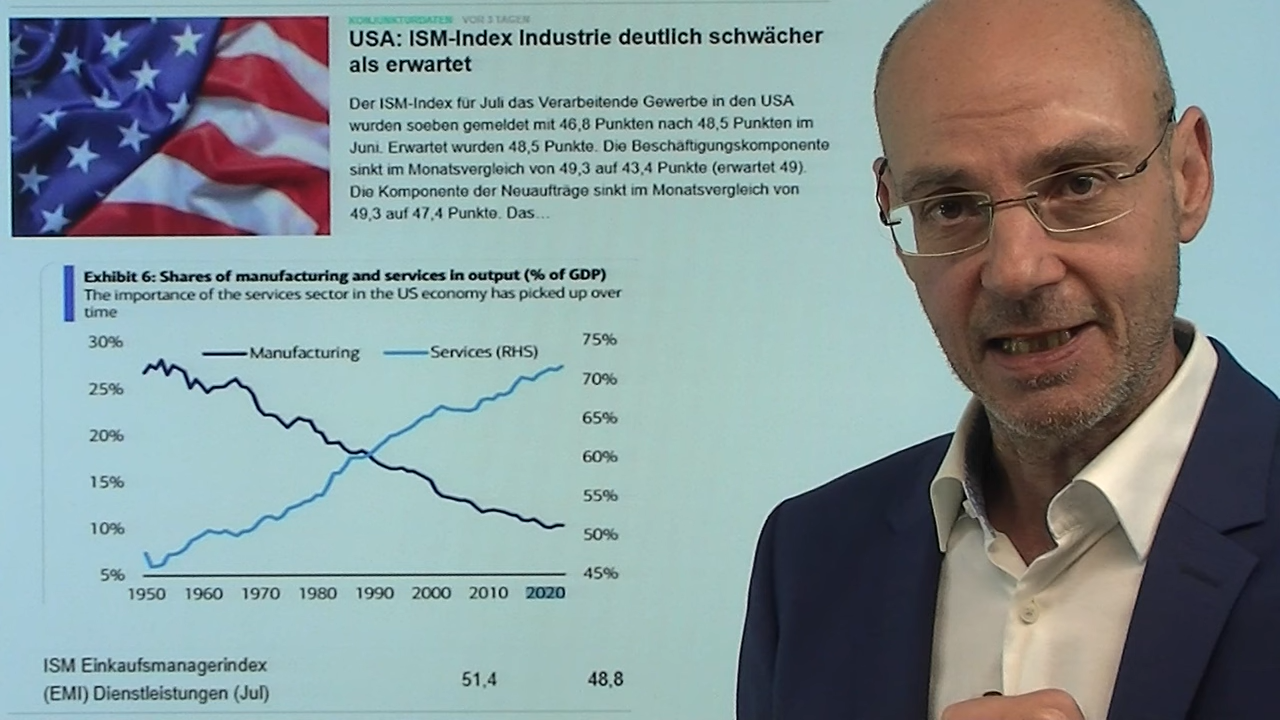 KONJUNKTURDATEN VOR 3 TAGEN
USA: ISM-Index Industrie deutlich schwächer
als erwartet
Der ISM-Index für Juli das Verarbeitende Gewerbe in den USA
wurden soeben gemeldet mit 46,8 Punkten nach 48,5 Punkten im
Juni. Erwartet wurden 48,5 Punkte. Die Beschäftigungskomponente
sinkt im Monatsvergleich von 49,3 auf 43,4 Punkte (erwartet 49).
Die Komponente der Neuaufträge sinkt im Monatsvergleich von
49,3 auf 47,4 Punkte. Das...
Exhibit 6: Shares of manufacturing and services in output (% of GDP)
The importance of the services sector in the US economy has picked up over
time
30% 75%
Manufacturing Services (RHS)
25% 70%
65%
20% 60%
15% 55%
10% 50%
5% 45%
1950 1960 1970 1980 1990 2000 2010 2020
ISM Einkaufsmanagerindex
(EMI) Dienstleistungen (Jul) 51,4 48,8